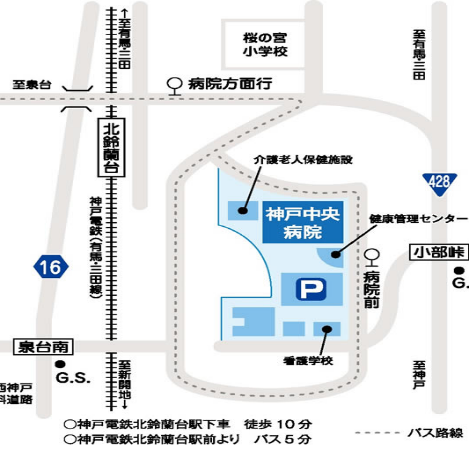 ↑至有馬・三田
桜の宮
小学校
至有馬・三田
至泉台
病院方面行
北鈴蘭台
介護老人保健施設
428
神戸中央
病院
健康管理センター
神戸電鉄(有馬・三田線)
小部峠
16
P
病院前
G.
泉台南
看護学校
G.S.
至新開地↓
至神戸
西神戸
料道路
○神戸電鉄北鈴蘭台駅下車 徒歩10分
○神戸電鉄北鈴蘭台駅前より バス5分
バス路線